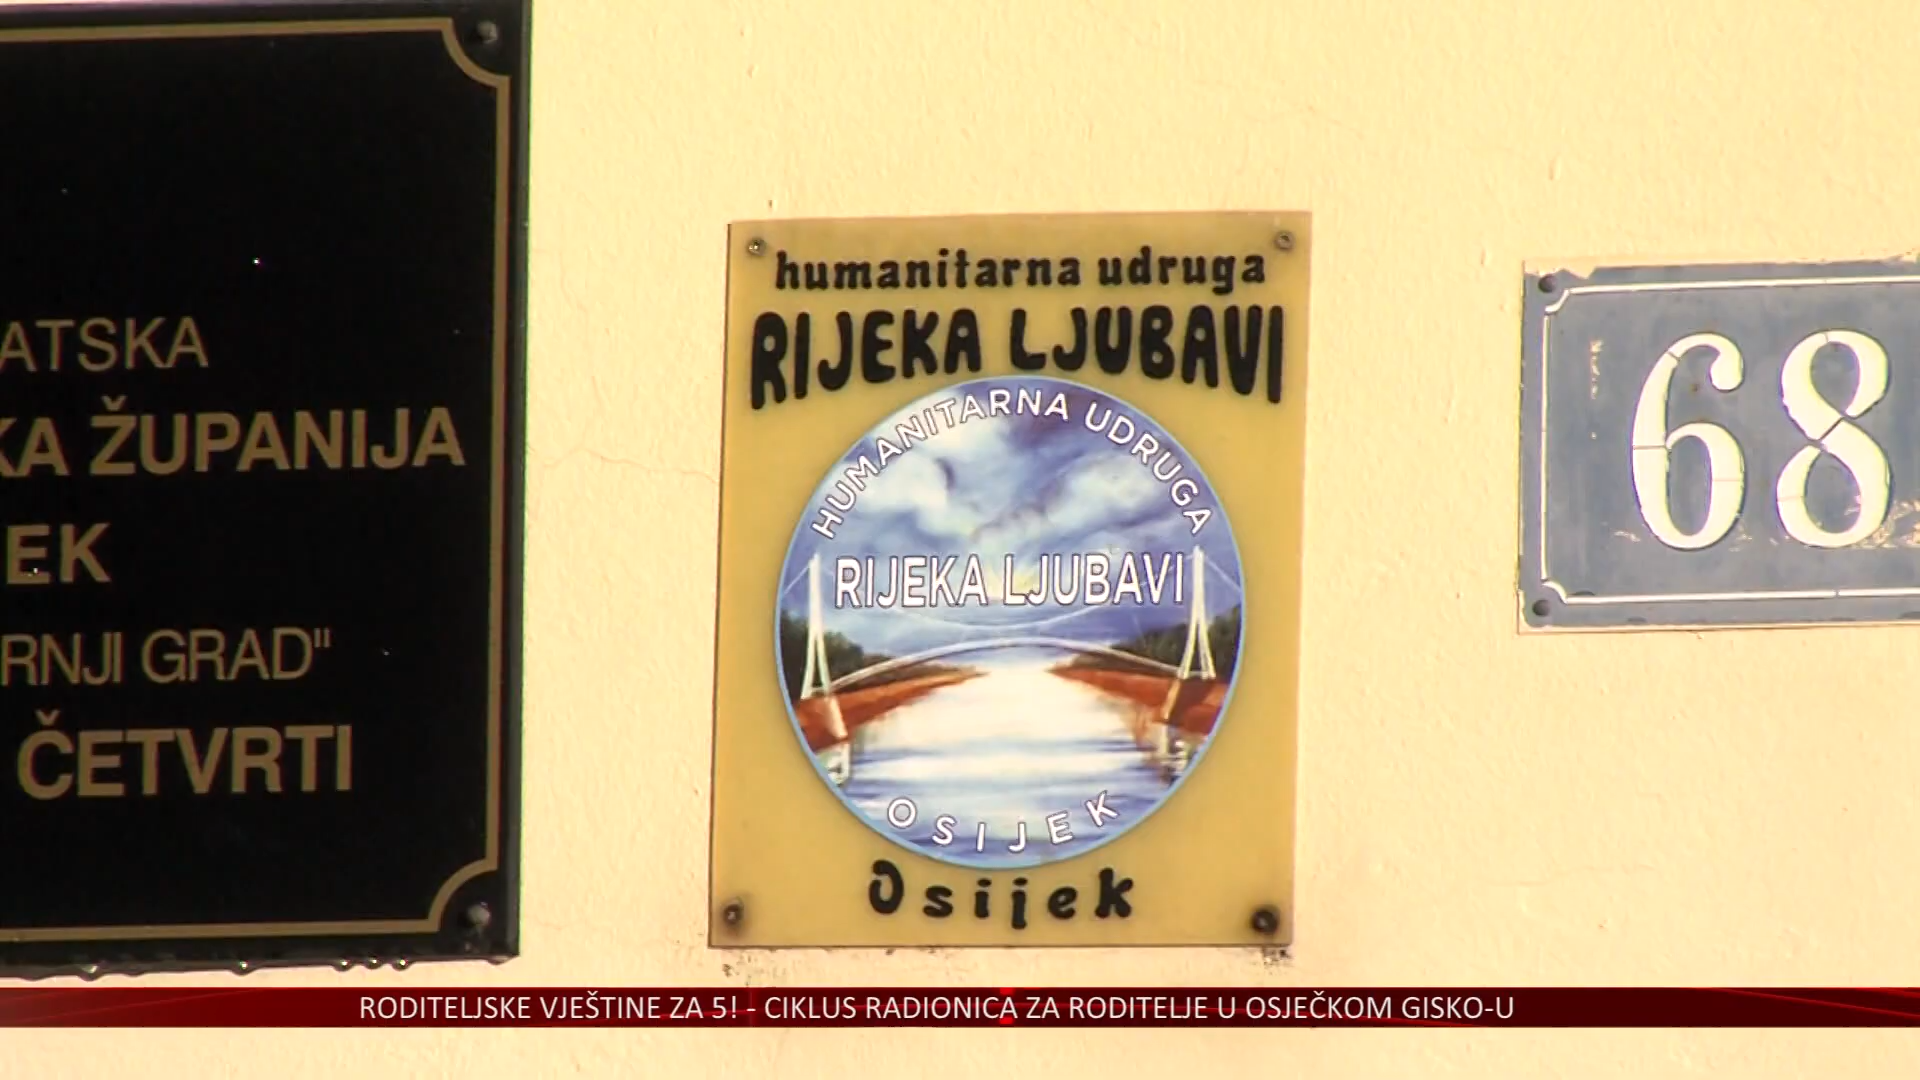 ATSKA
KA ŽUPANIJA
EK
RNJI GRAD"
ČETVRTI
humanitarna udruga
RIJEKA LJUBAVI
HUMANITARNA UDRUGA
RIJEKA LJUBAVI
OSIJEK
Osijek
68
RODITELJSKE VJEŠTINE ZA 5! - CIKLUS RADIONICA ZA RODITELJE U OSJEČKOM GISKO-U